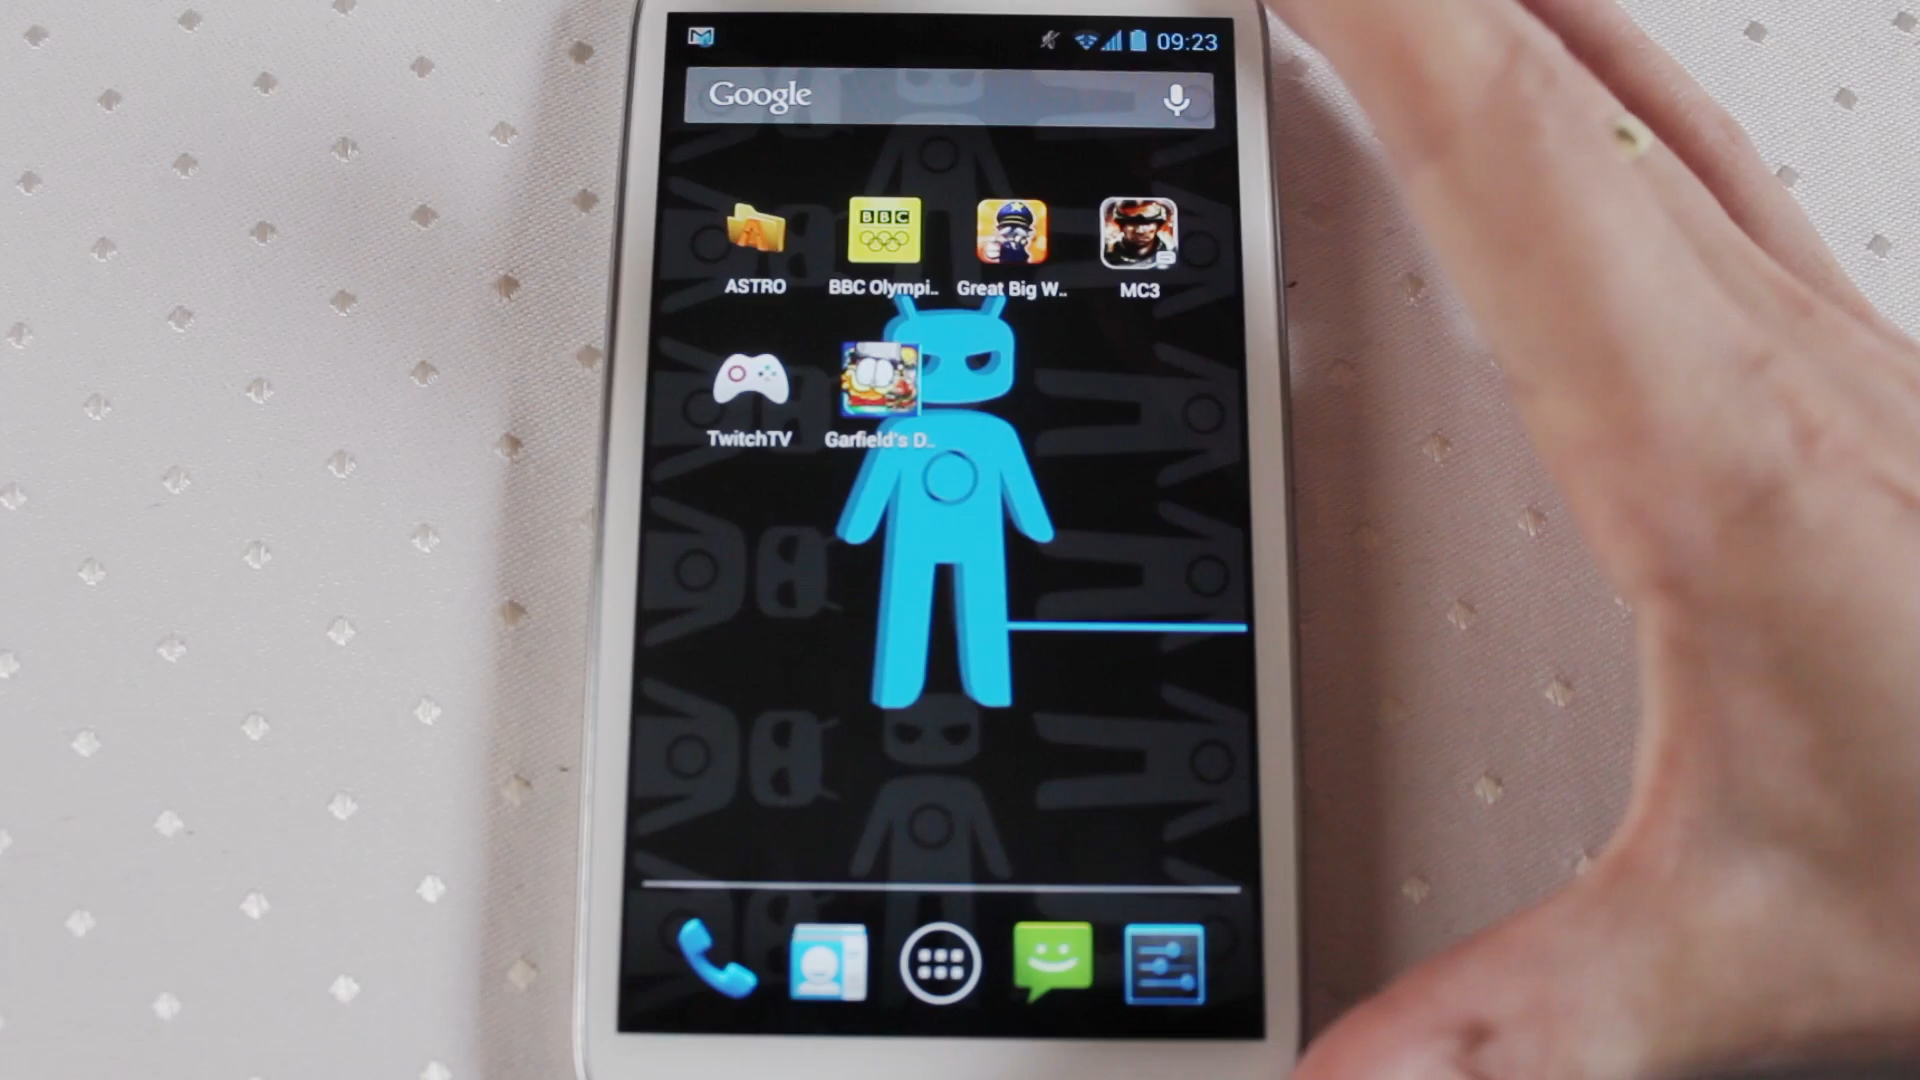 09:23
Google
BBC
ASTRO
BBC Olympi..
Great Big W..
MC3
TwitchTV
Garfield's D..